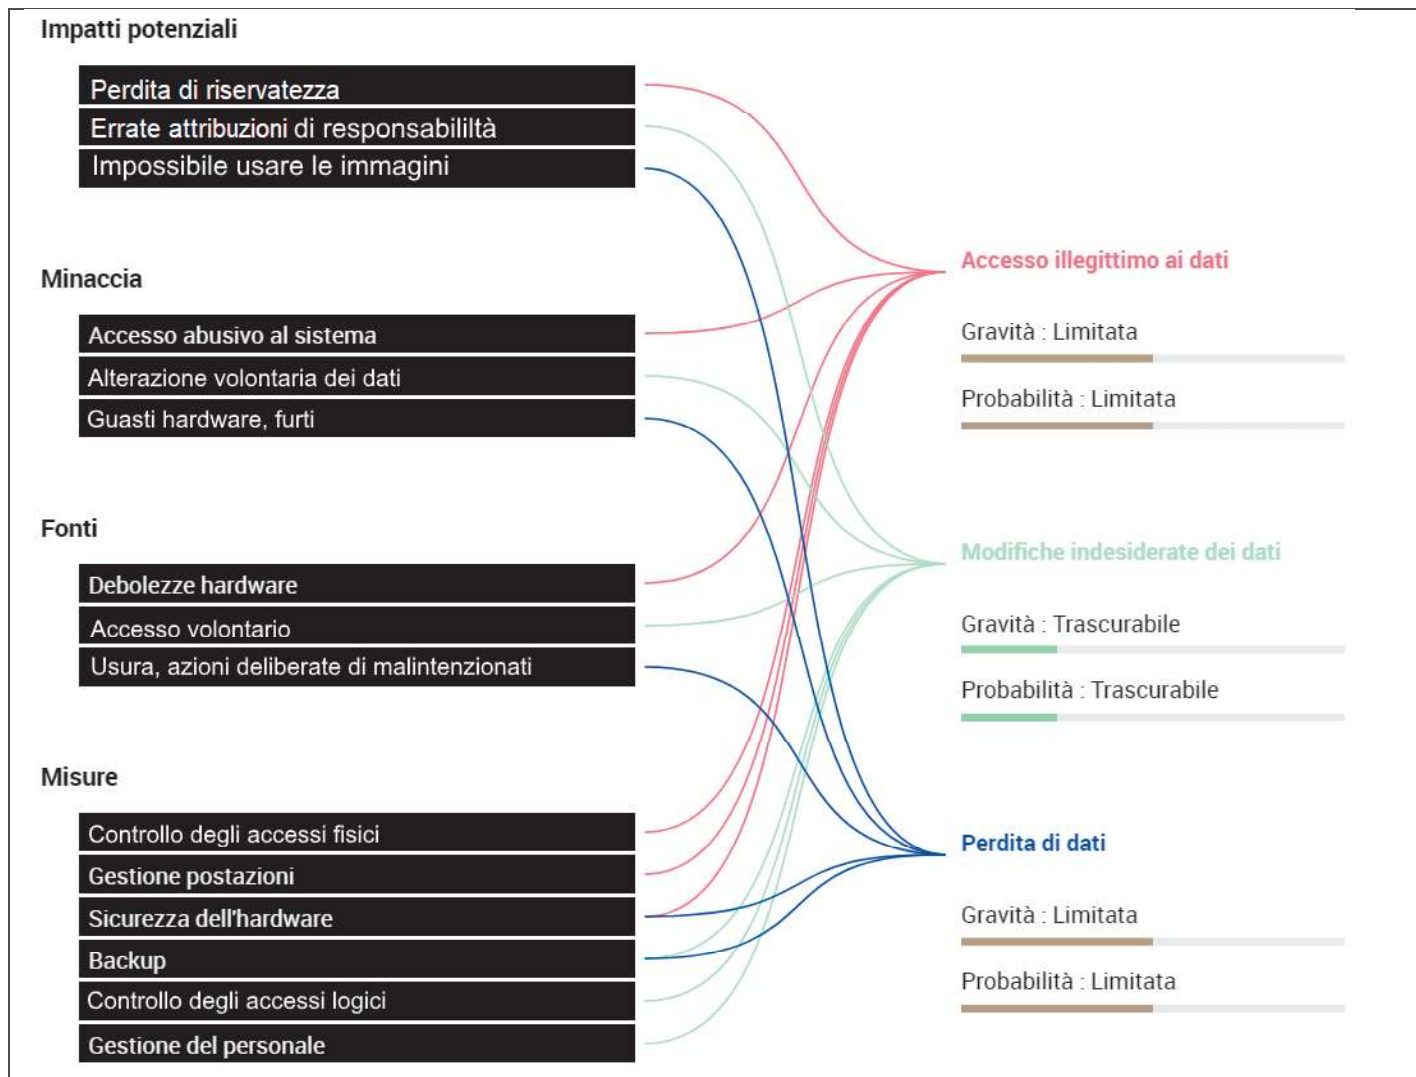 Impatti potenziali
Perdita di riservatezza
Errate attribuzioni di responsabililtà
Impossibile usare le immagini
Minaccia
Accesso abusivo al sistema
Alterazione volontaria dei dati
Guasti hardware, furti
Fonti
Debolezze hardware
Accesso volontario
Usura, azioni deliberate di malintenzionati
Misure
Controllo degli accessi fisici
Gestione postazioni
Sicurezza dell'hardware
Backup
Controllo degli accessi logici
Gestione del personale
Accesso illegittimo ai dati
Gravità : Limitata
Probabilità : Limitata
Modifiche indesiderate dei dati
Gravità : Trascurabile
Probabilità : Trascurabile
Perdita di dati
Gravità : Limitata
Probabilità : Limitata